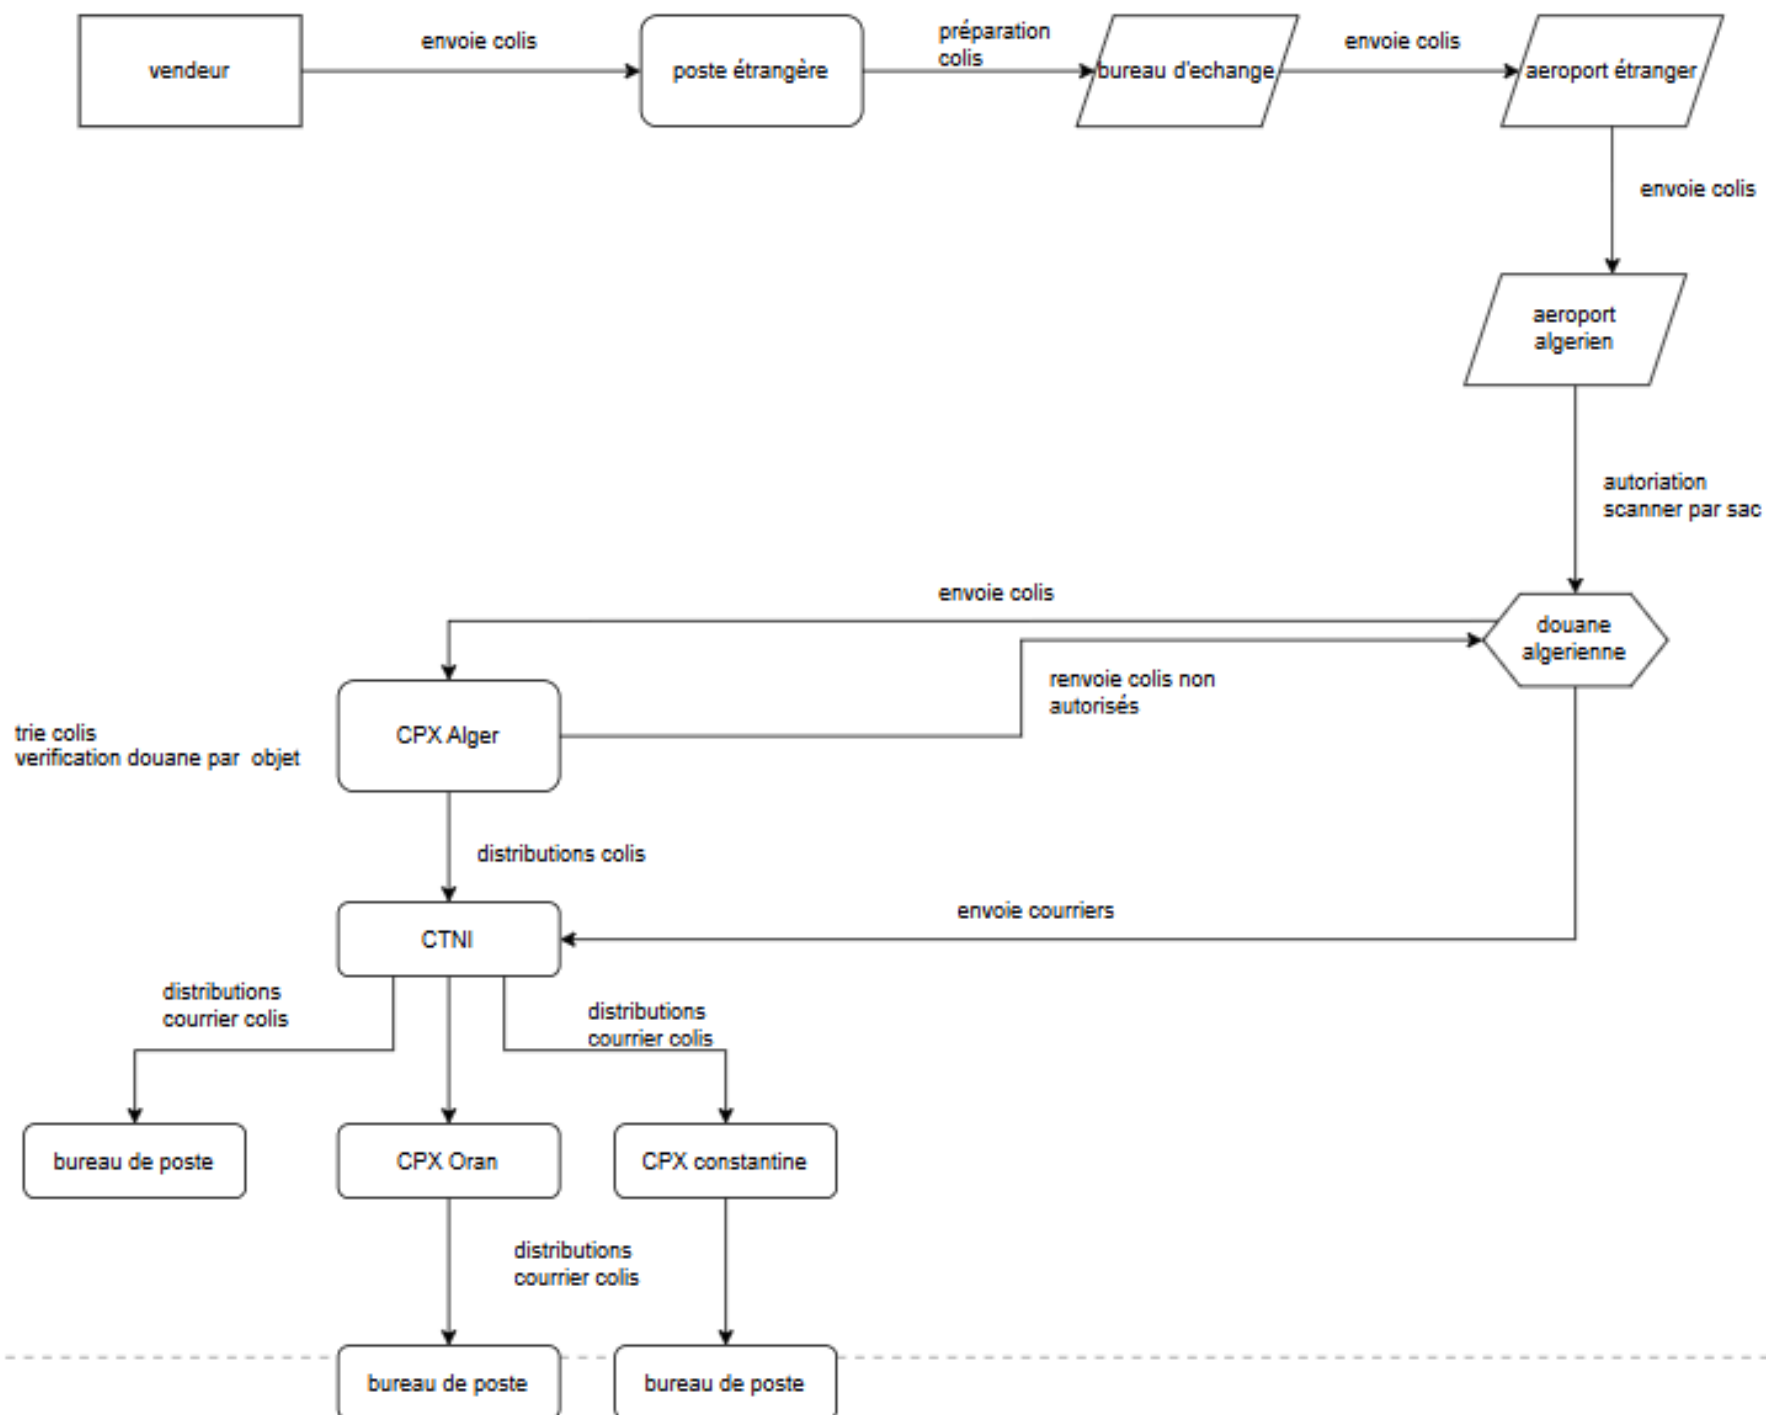 vendeur
envoie colis
poste étrangère
préparation
colis
bureau d'echange
envoie colis
aeroport étranger
envoie colis
aeroport
algerien
autoriation
scanner par sac
envoie colis
douane
algerienne
renvoie colis non
autorisés
trie colis
verification douane par  objet
CPX Alger
distributions colis
envoie courriers
CTNI
distributions
courrier colis
distributions
courrier colis
bureau de poste
CPX Oran
CPX constantine
distributions
courrier colis
bureau de poste
bureau de poste